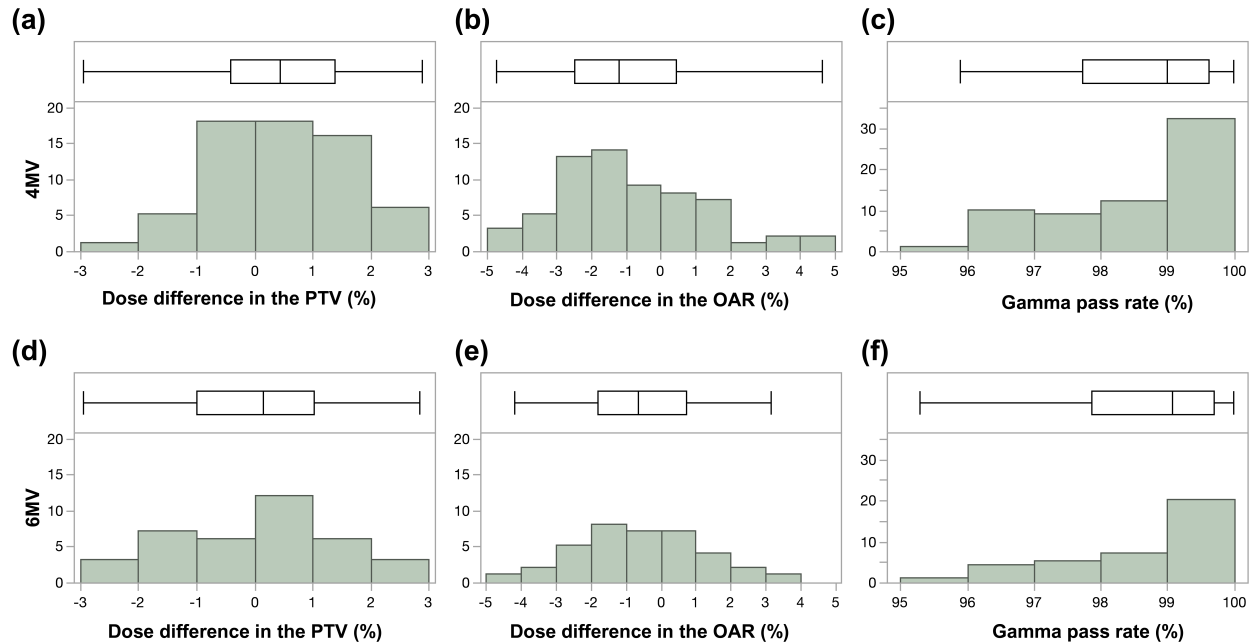 (a) (b) (c)
20
15
10
5
0
4MV
-3 -2 -1 0 1 2 3
Dose difference in the PTV (%)
20
15
10
5
0
-5 -4 -3 -2 -1 0 1 2 3 4 5
Dose difference in the OAR (%)
30
20
10
0
95 96 97 98 99 100
Gamma pass rate (%)
(d) (e) (f)
20
15
10
5
0
6MV
-3 -2 -1 0 1 2 3
Dose difference in the PTV (%)
20
15
10
5
0
-5 -4 -3 -2 -1 0 1 2 3 4 5
Dose difference in the OAR (%)
30
20
10
0
95 96 97 98 99 100
Gamma pass rate (%)